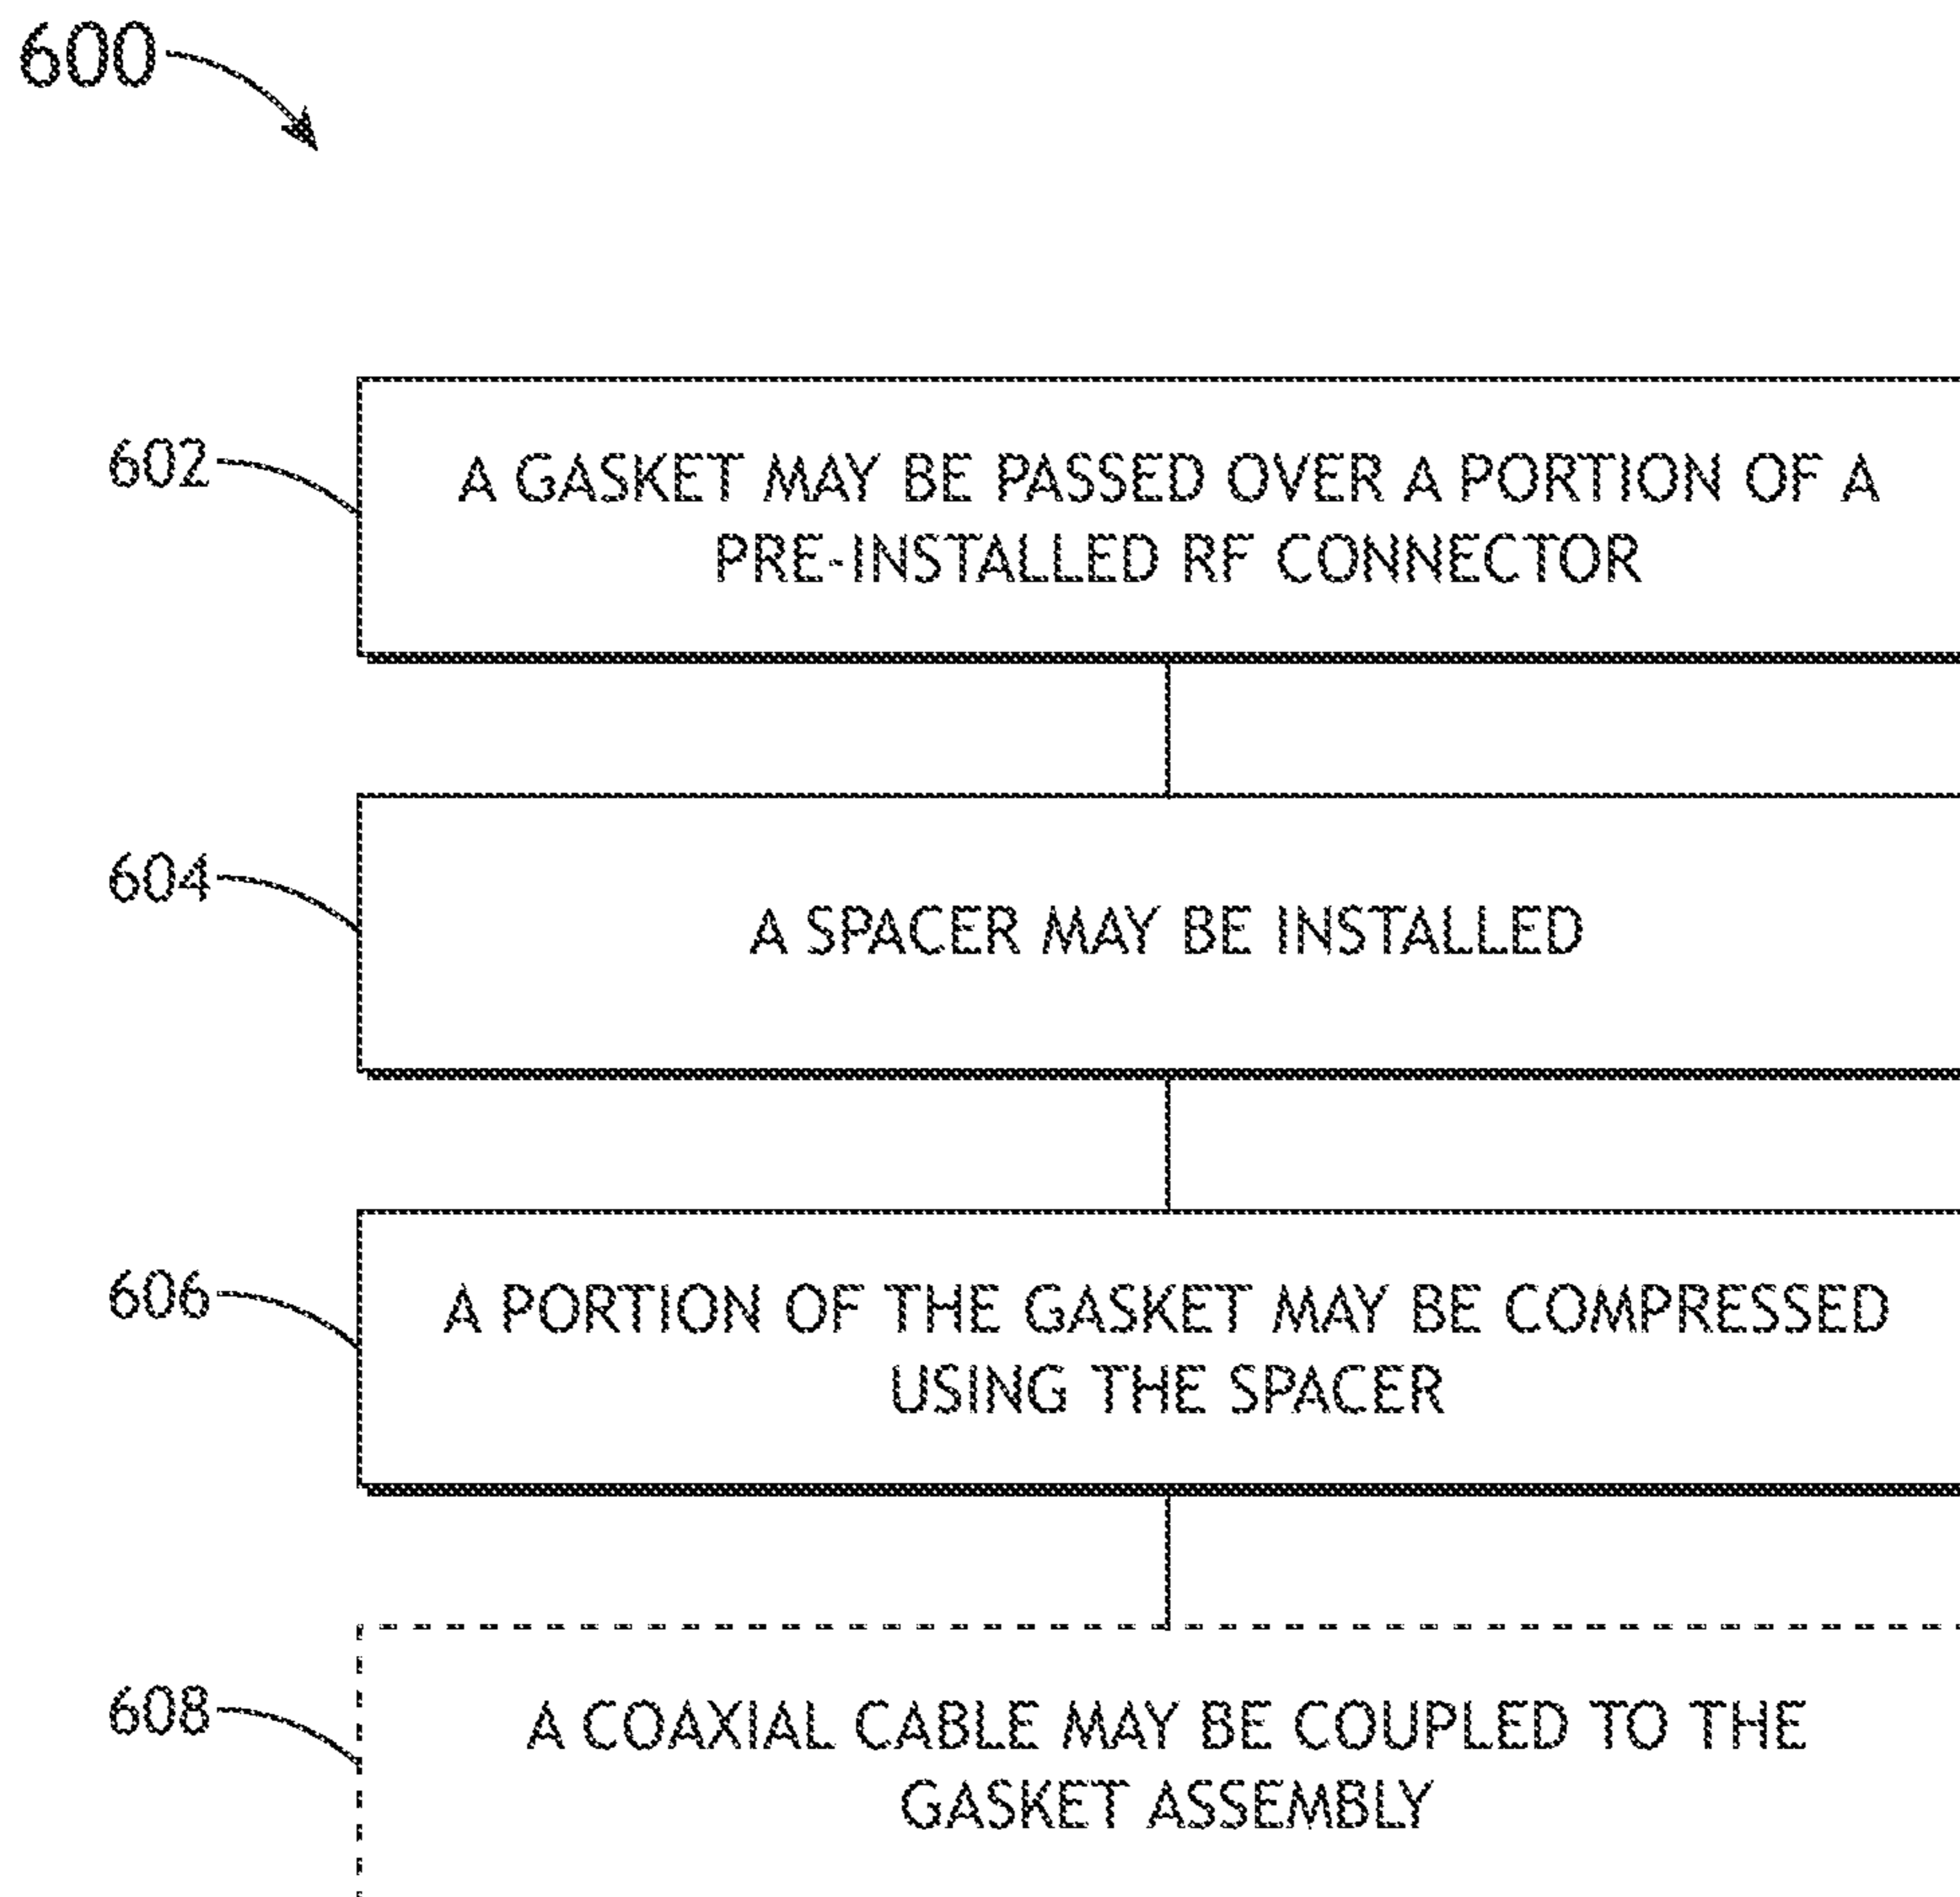 600
602
A GASKET MAY BE PASSED OVER A PORTION OF A
PRE-INSTALLED RF CONNECTOR
604
A SPACER MAY BE INSTALLED
606
A PORTION OF THE GASKET MAY BE COMPRESSED
USING THE SPACER
608
A COAXIAL CABLE MAY BE COUPLED TO THE
GASKET ASSEMBLY